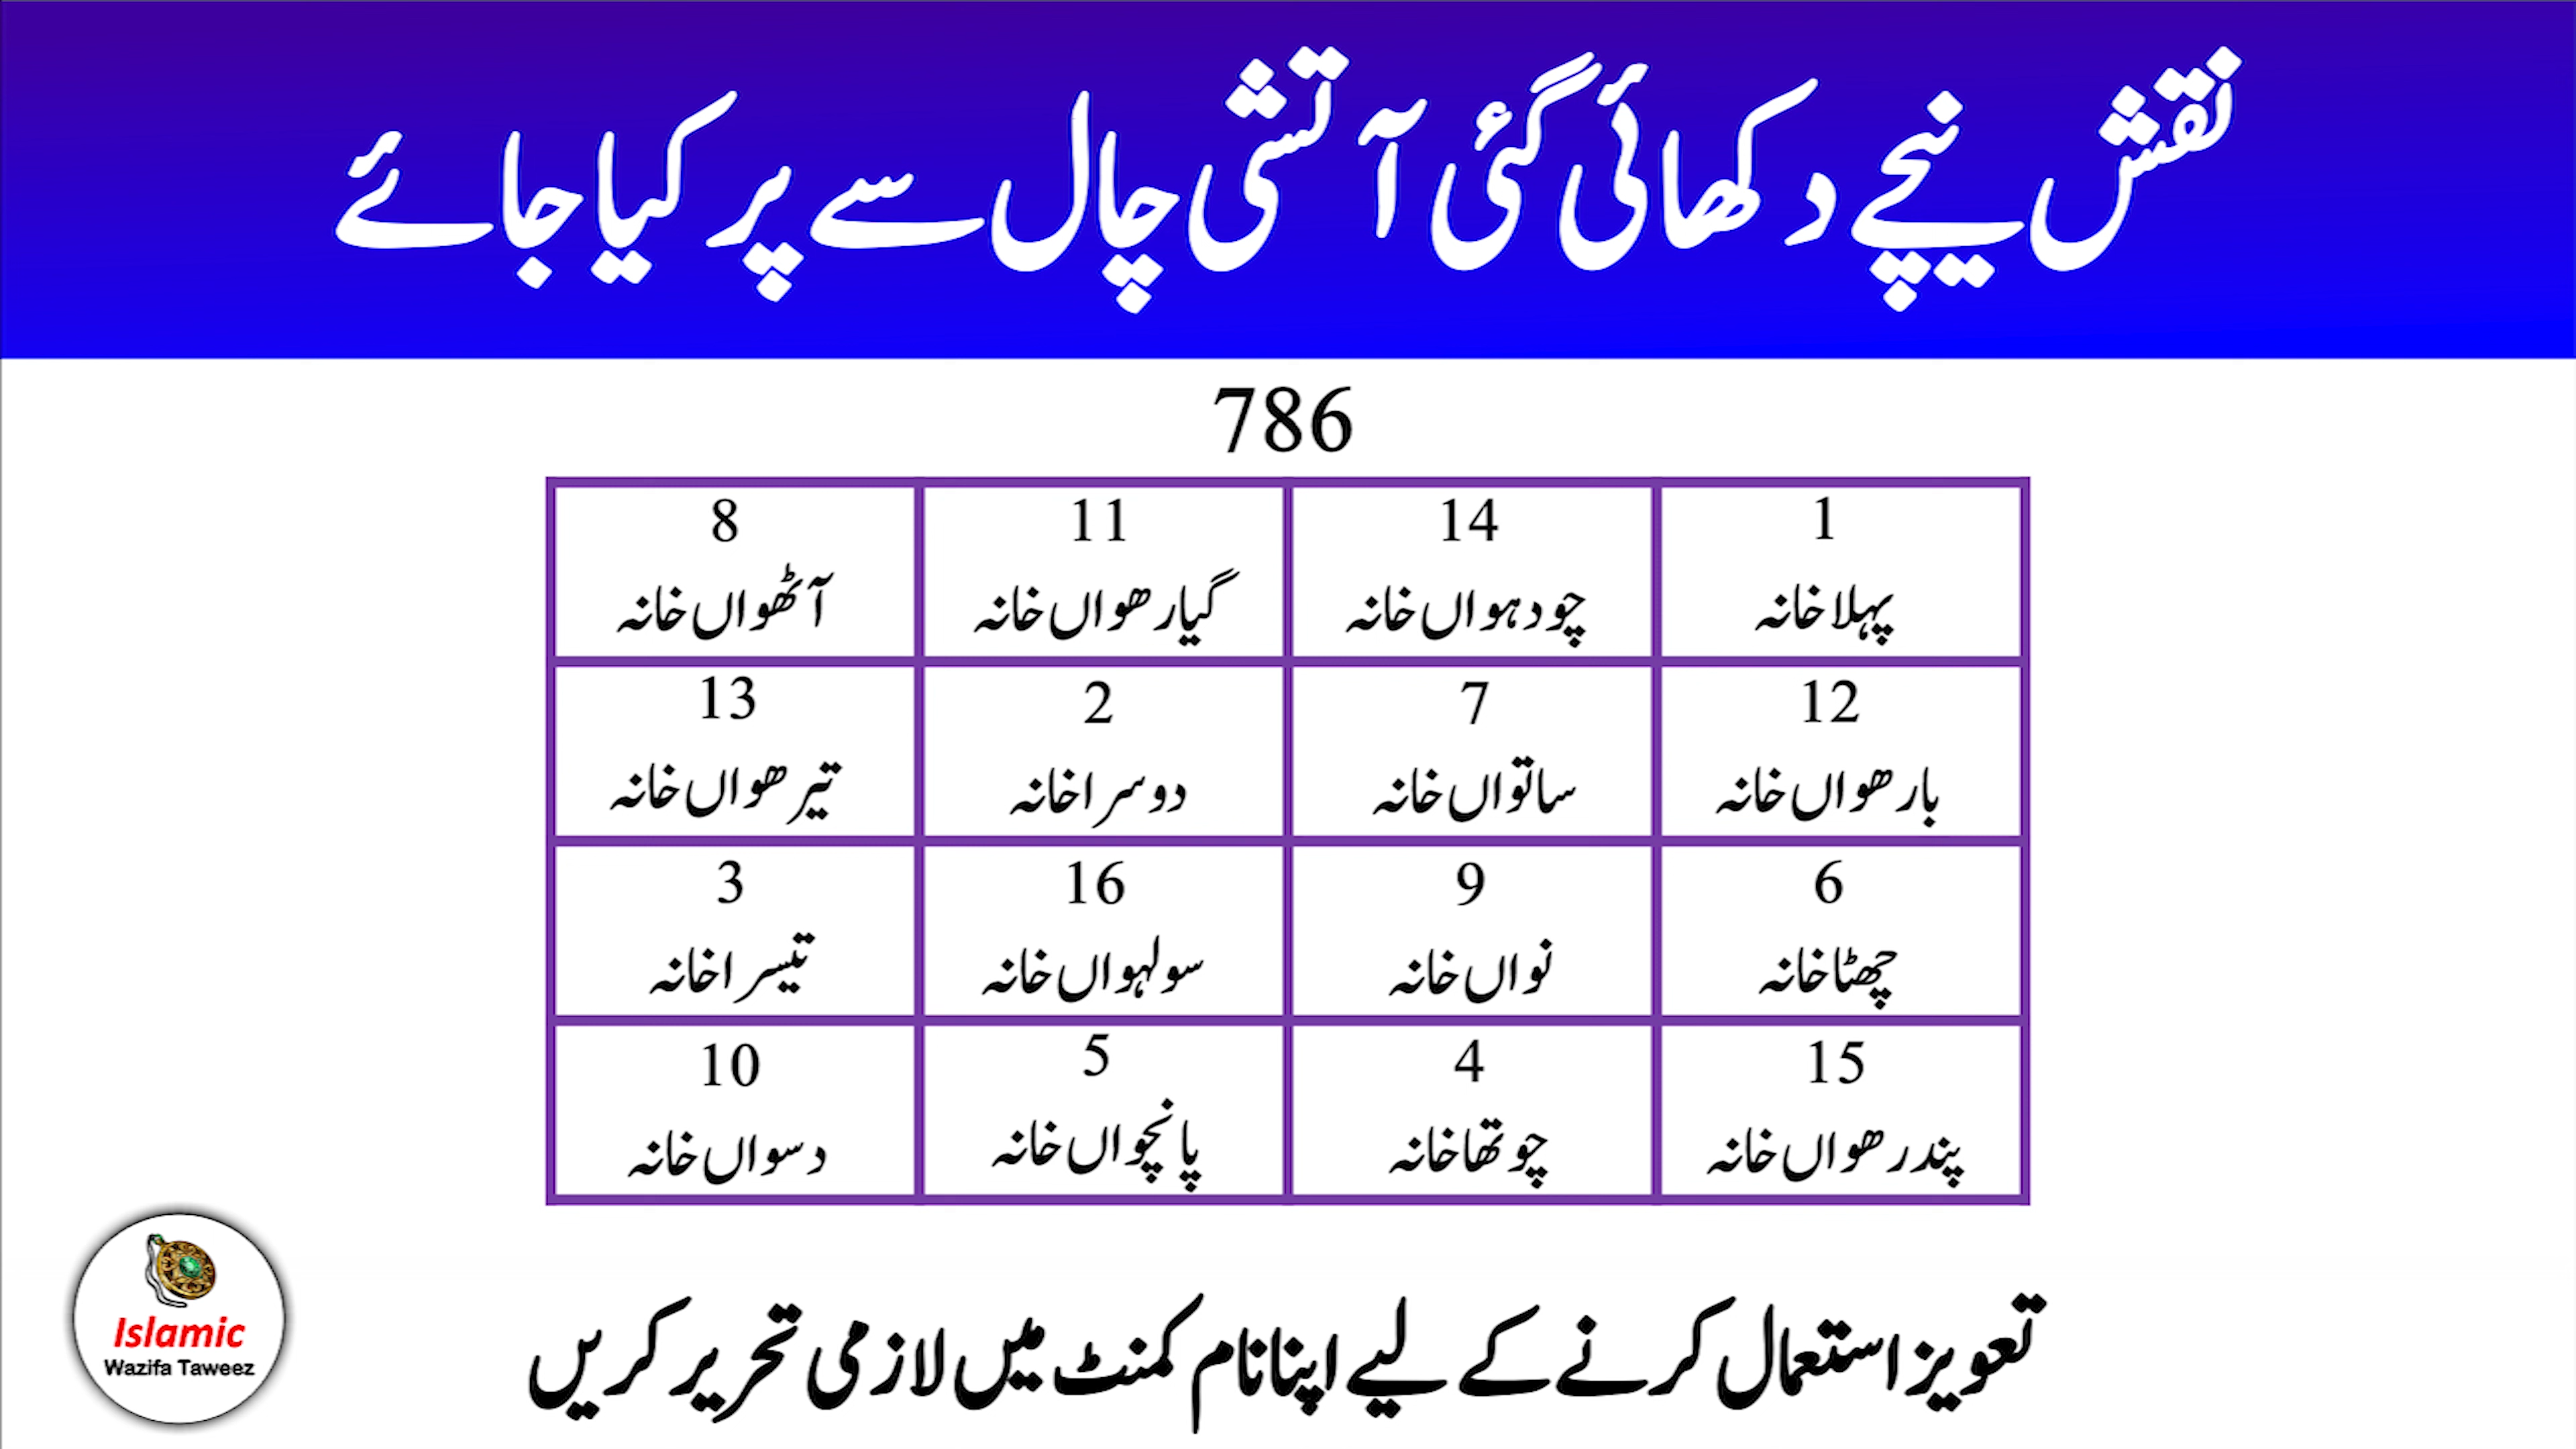 نقش نیچے دکھائی گئی آتشی چال سے پر کیا جائے
786
1 14 11 8
پہلا خانہ چودہواں خانہ گیارھواں خانہ آٹھواں خانہ
12 7 2 13
بارھواں خانہ ساتواں خانہ دوسرا خانہ تیرھواں خانہ
6 9 16 3
چھٹا خانہ نواں خانہ سولہواں خانہ تیسرا خانہ
15 4 5 10
پندرھواں خانہ چوتھا خانہ پانچواں خانہ دسواں خانہ
تعویز استعمال کرنے کے لیے اپنا نام کمنٹ میں لازمی تحریر کریں
Islamic
Wazifa Taweez